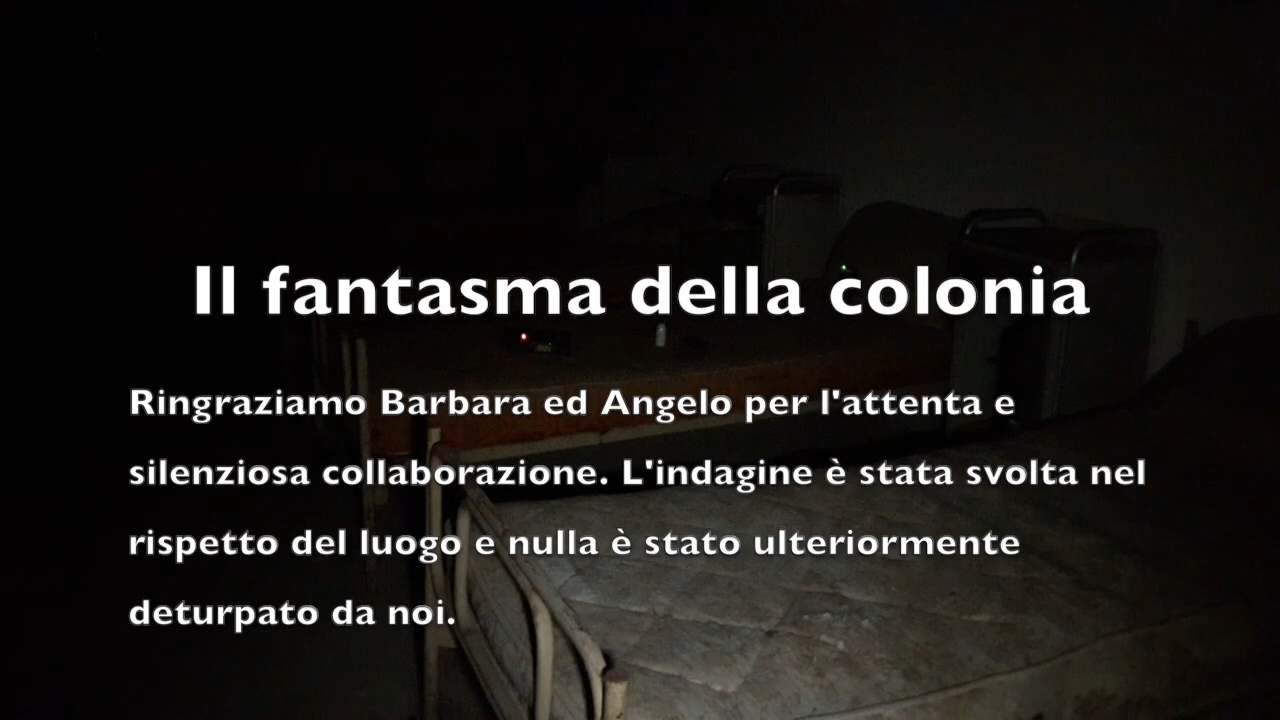 Il fantasma della colonia
Ringraziamo Barbara ed Angelo per l'attenta e
silenziosa collaborazione. L'indagine è stata svolta nel
rispetto del luogo e nulla è stato ulteriormente
deturpato da noi.